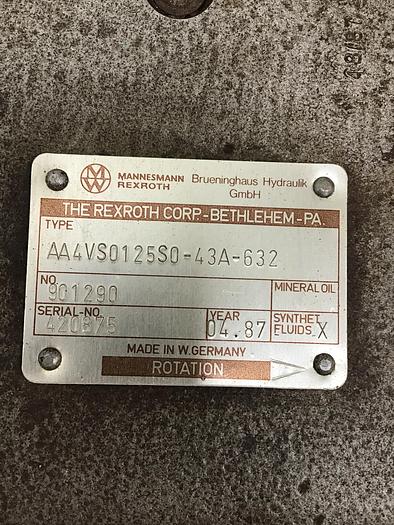 MANNESMANN REXROTH Brueninghaus Hydraulik GmbH
THE REXROTH CORP.-BETHLEHEM-PA.
TYPE
AA4VSO125SO-43A-632
NO.
901290
MINERAL OIL
SERIAL-NO.
420875
YEAR
04.87
SYNTHET. FLUIDS X
MADE IN W.GERMANY
ROTATION